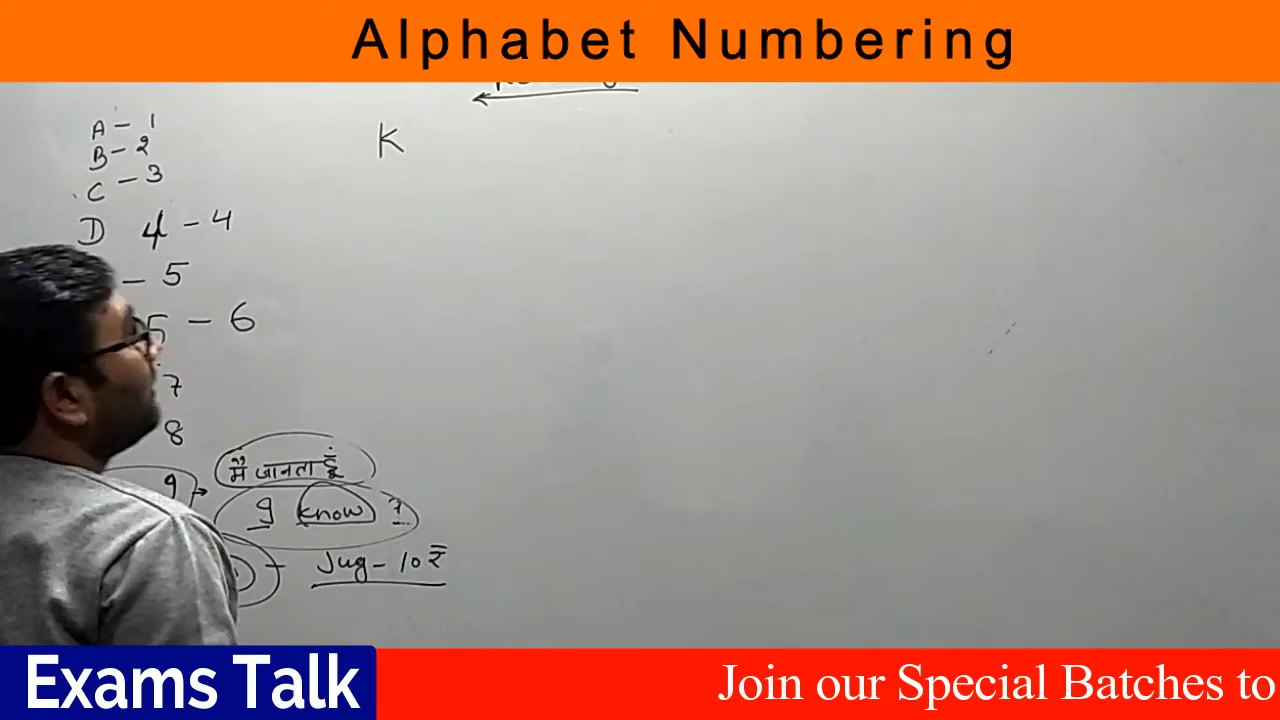 Alphabet Numbering
A - 1
B - 2
C - 3
D 4 - 4
- 5
5 - 6
7
8
9 →
मैं जानता हूँ
I know ?
- Jug - 10 ₹
K
Exams Talk
Join our Special Batches to